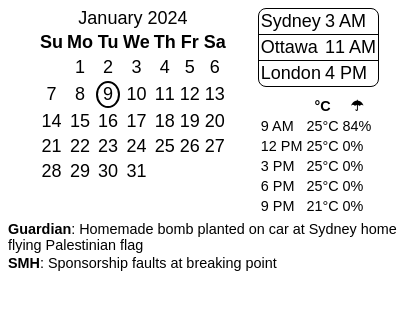 January 2024
Su Mo Tu We Th Fr Sa
1 2 3 4 5 6
7 8 9 10 11 12 13
14 15 16 17 18 19 20
21 22 23 24 25 26 27
28 29 30 31
Sydney 3 AM
Ottawa 11 AM
London 4 PM
°C ☂
9 AM 25°C 84%
12 PM 25°C 0%
3 PM 25°C 0%
6 PM 25°C 0%
9 PM 21°C 0%
Guardian: Homemade bomb planted on car at Sydney home
flying Palestinian flag
SMH: Sponsorship faults at breaking point